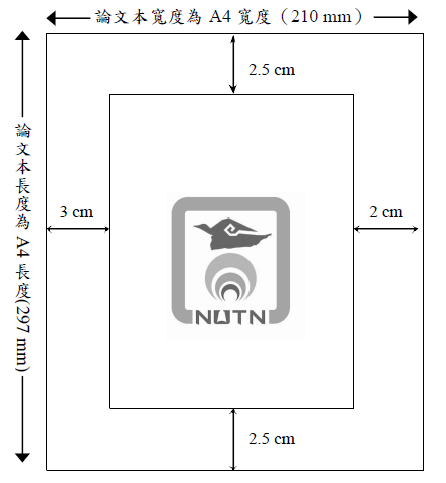 論文本寬度為 A4 寬度（210 mm）
2.5 cm
論文本長度為 A4 長度(297 mm)
3 cm
2 cm
NUTN
2.5 cm